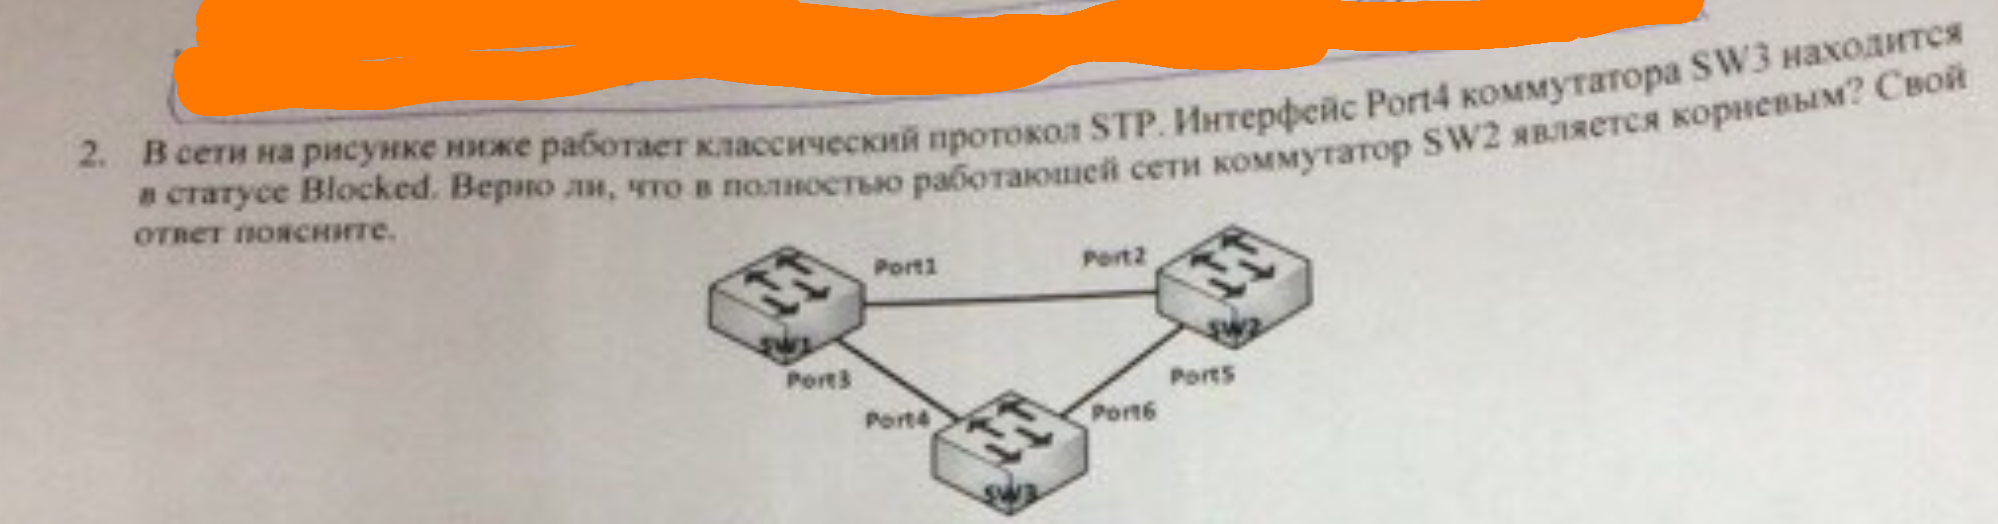 2. В сети на рисунке ниже работает классический протокол STP. Интерфейс Port4 коммутатора SW3 находится
в статусе Blocked. Верно ли, что в полностью работающей сети коммутатор SW2 является корневым? Свой
ответ поясните.
Port1
Port2
SW1
SW2
Port3
Port5
Port4
Port6
SW3